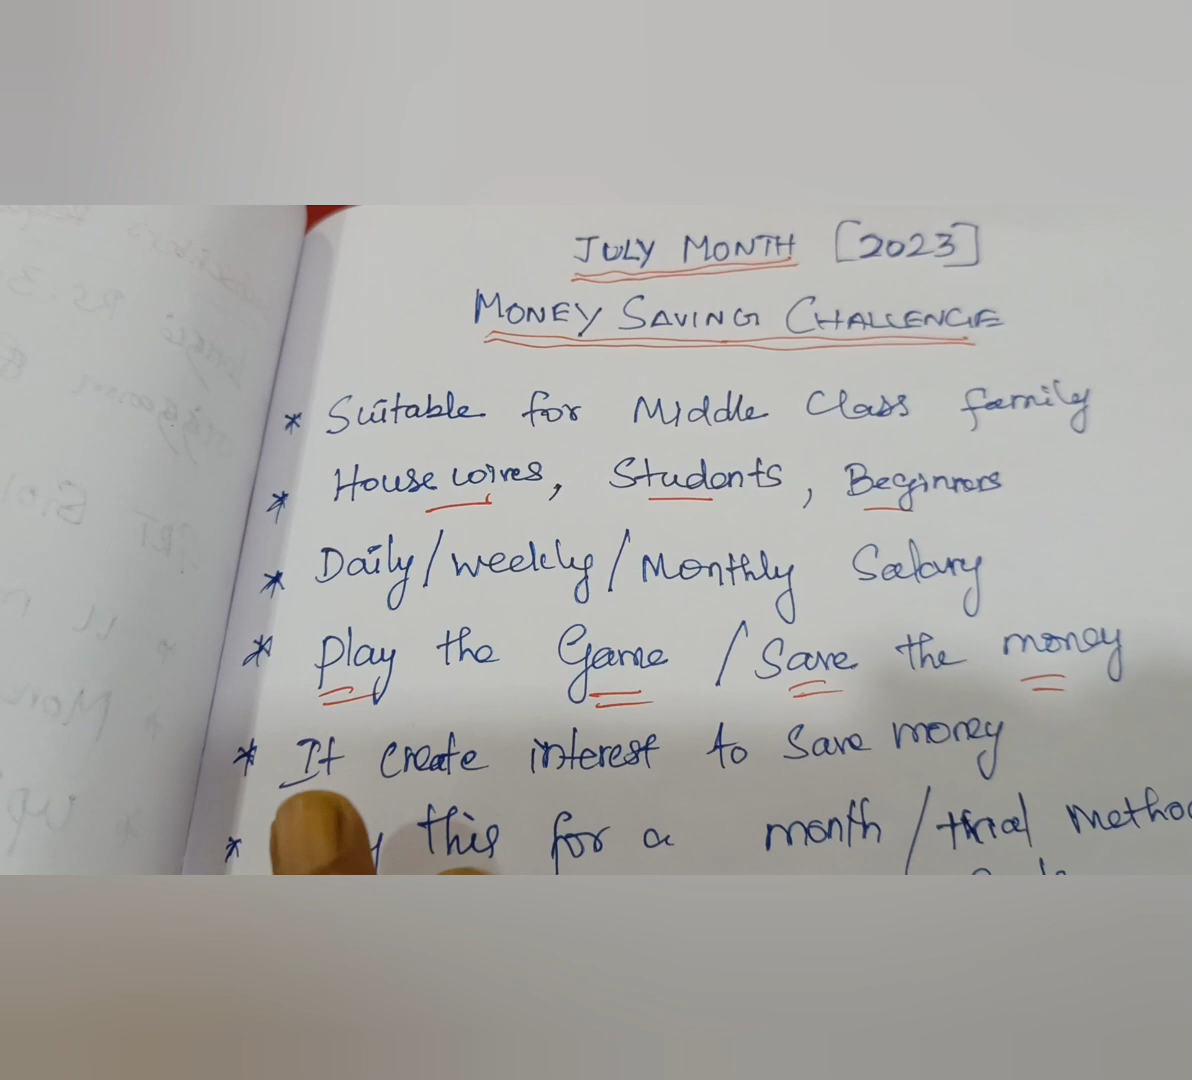 JULY MONTH [2023]
MONEY SAVING CHALLENGE
* Suitable for Middle Class family
* House wives, Students, Beginners
* Daily/weekly/Monthly Salary
* Play the Game / Save the money
* It create interest to Save money
* this for a month / trial Metho